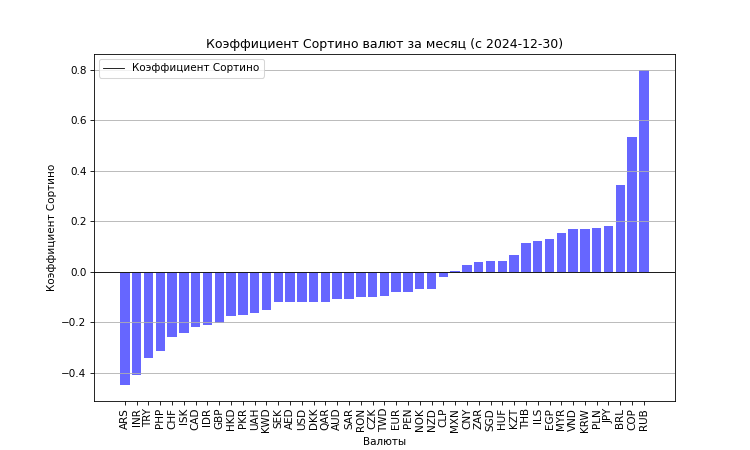 Коэффициент Сортино валют за месяц (с 2024-12-30)
Коэффициент Сортино
0.8
0.6
0.4
0.2
0.0
−0.2
−0.4
Коэффициент Сортино
ARS INR TRY PHP CHF ISK CAD IDR GBP HKD PKR UAH KWD SEK AED USD DKK QAR AUD SAR RON CZK TWD EUR PEN NOK NZD CLP MXN CNY ZAR SGD HUF KZT THB ILS EGP MYR VND KRW PLN JPY BRL COP RUB
Валюты